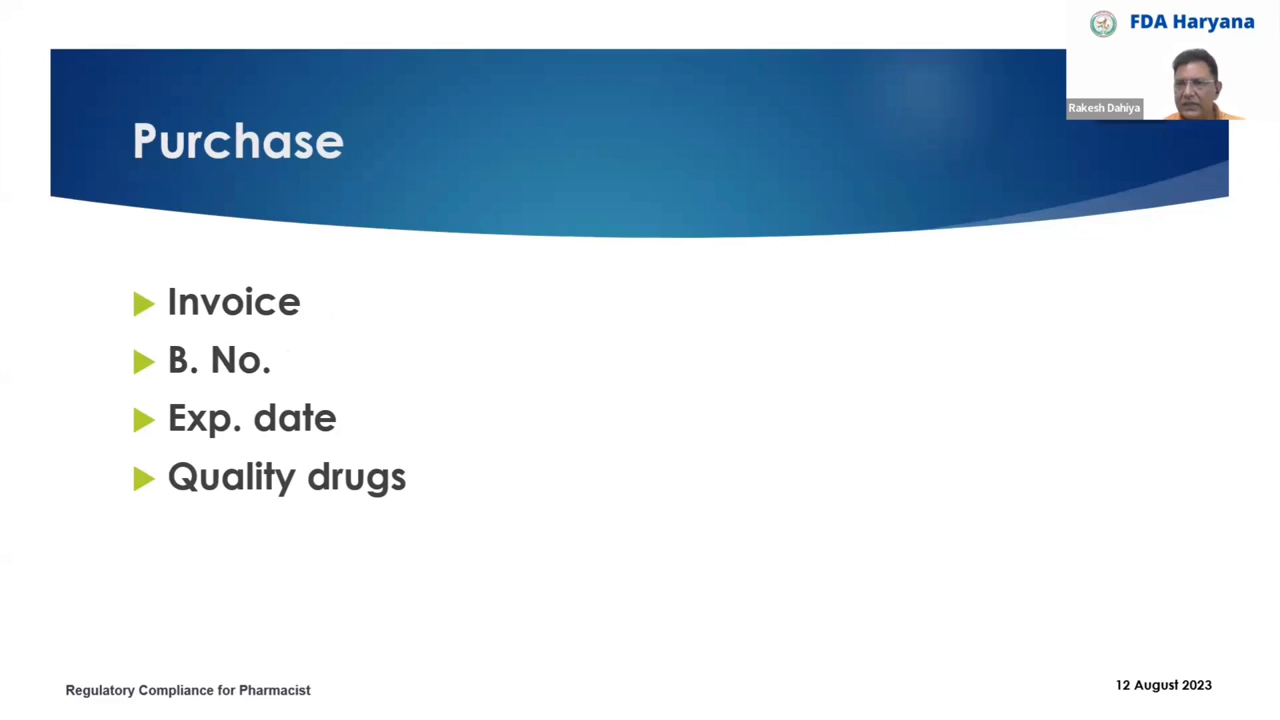 FDA Haryana
Rakesh Dahiya
Purchase
Invoice
B. No.
Exp. date
Quality drugs
Regulatory Compliance for Pharmacist
12 August 2023